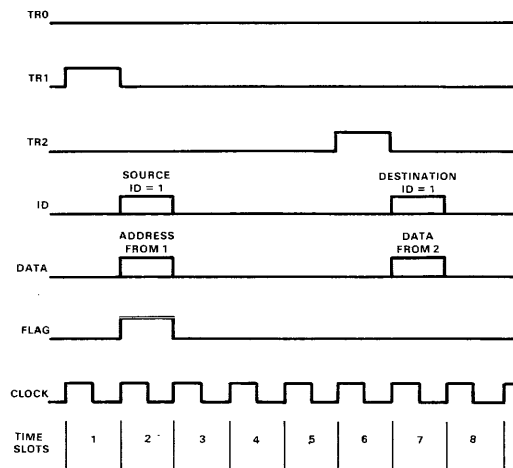 TR0
TR1
TR2
SOURCE
ID = 1
DESTINATION
ID = 1
ID
ADDRESS
FROM 1
DATA
FROM 2
DATA
FLAG
CLOCK
TIME
SLOTS
1 2 3 4 5 6 7 8